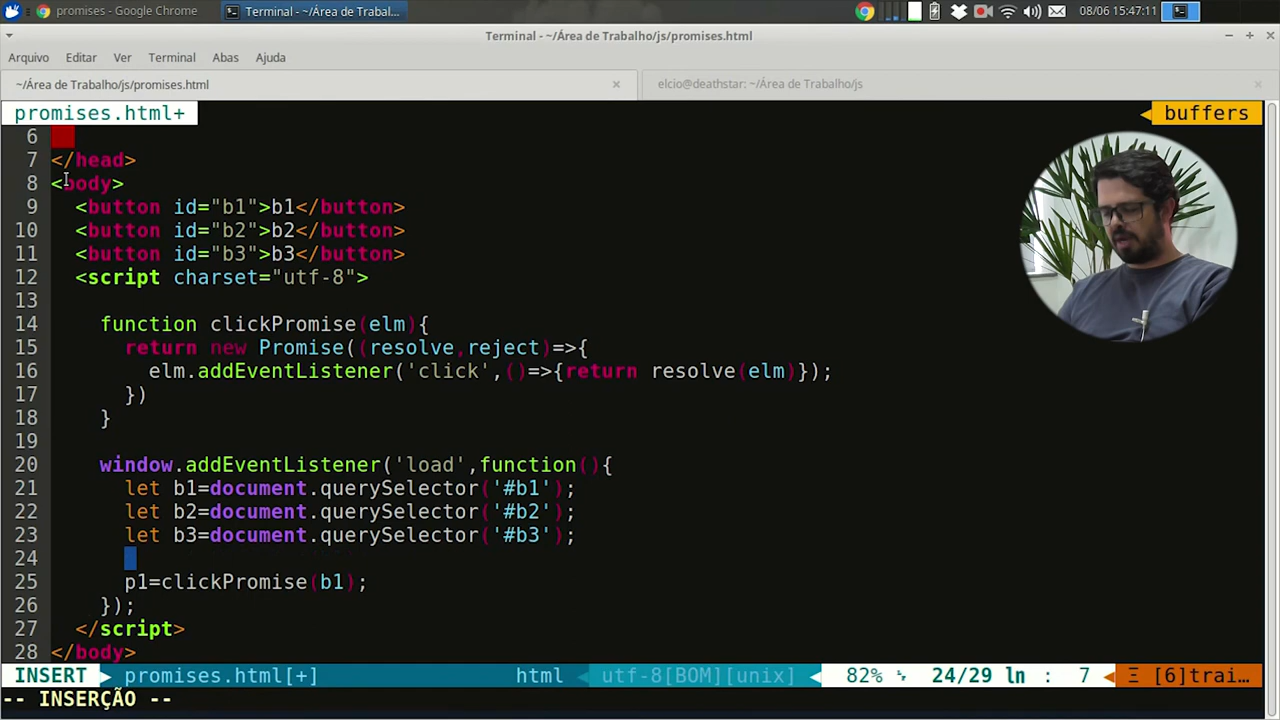 promises - Google Chrome
Terminal - ~/Área de Trabal...
08/06 15:47:11
Terminal - ~/Área de Trabalho/js/promises.html
Arquivo Editar Ver Terminal Abas Ajuda
~/Área de Trabalho/js/promises.html
elcio@deathstar: ~/Área de Trabalho/js
promises.html+
buffers
6
7 </head>
8 <body>
9 <button id="b1">b1</button>
10 <button id="b2">b2</button>
11 <button id="b3">b3</button>
12 <script charset="utf-8">
13
14 function clickPromise(elm){
15 return new Promise((resolve,reject)=>{
16 elm.addEventListener('click',()=>{return resolve(elm)});
17 })
18 }
19
20 window.addEventListener('load',function(){
21 let b1=document.querySelector('#b1');
22 let b2=document.querySelector('#b2');
23 let b3=document.querySelector('#b3');
24
25 p1=clickPromise(b1);
26 });
27 </script>
28 </body>
INSERT promises.html[+] html utf-8[BOM][unix] 82% 24/29 ln : 7 Ξ [6]trai...
-- INSERÇÃO --